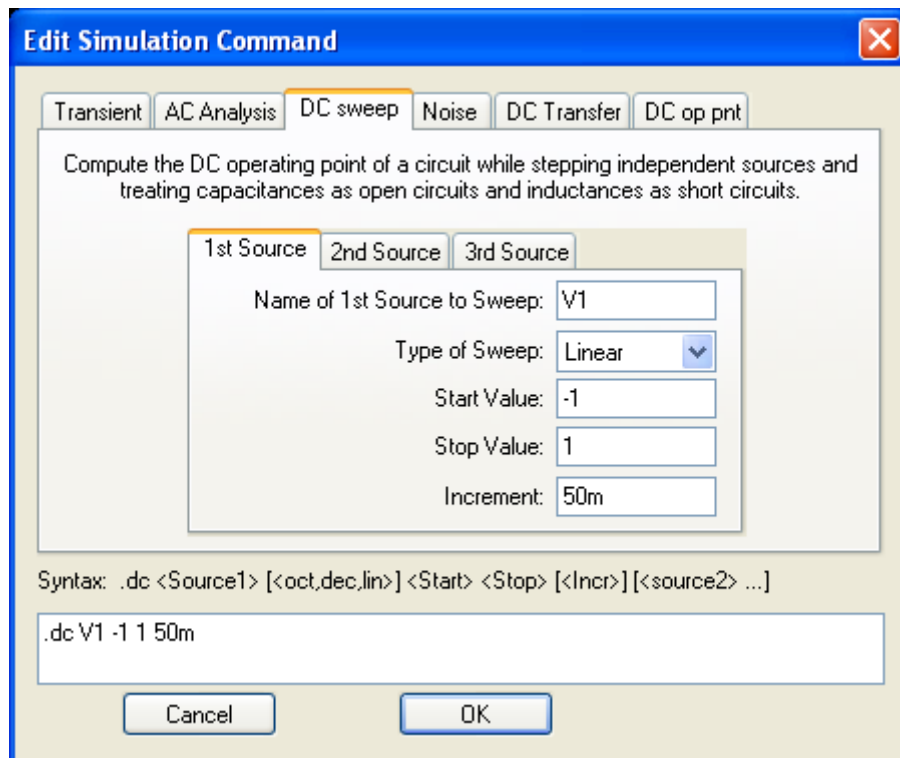 Edit Simulation Command
Transient AC Analysis DC sweep Noise DC Transfer DC op pnt
Compute the DC operating point of a circuit while stepping independent sources and
treating capacitances as open circuits and inductances as short circuits.
1st Source 2nd Source 3rd Source
Name of 1st Source to Sweep: V1
Type of Sweep: Linear
Start Value: -1
Stop Value: 1
Increment: 50m
Syntax: .dc <Source1> [<oct,dec,lin>] <Start> <Stop> [<Incr>] [<source2> ...]
.dc V1 -1 1 50m
Cancel OK